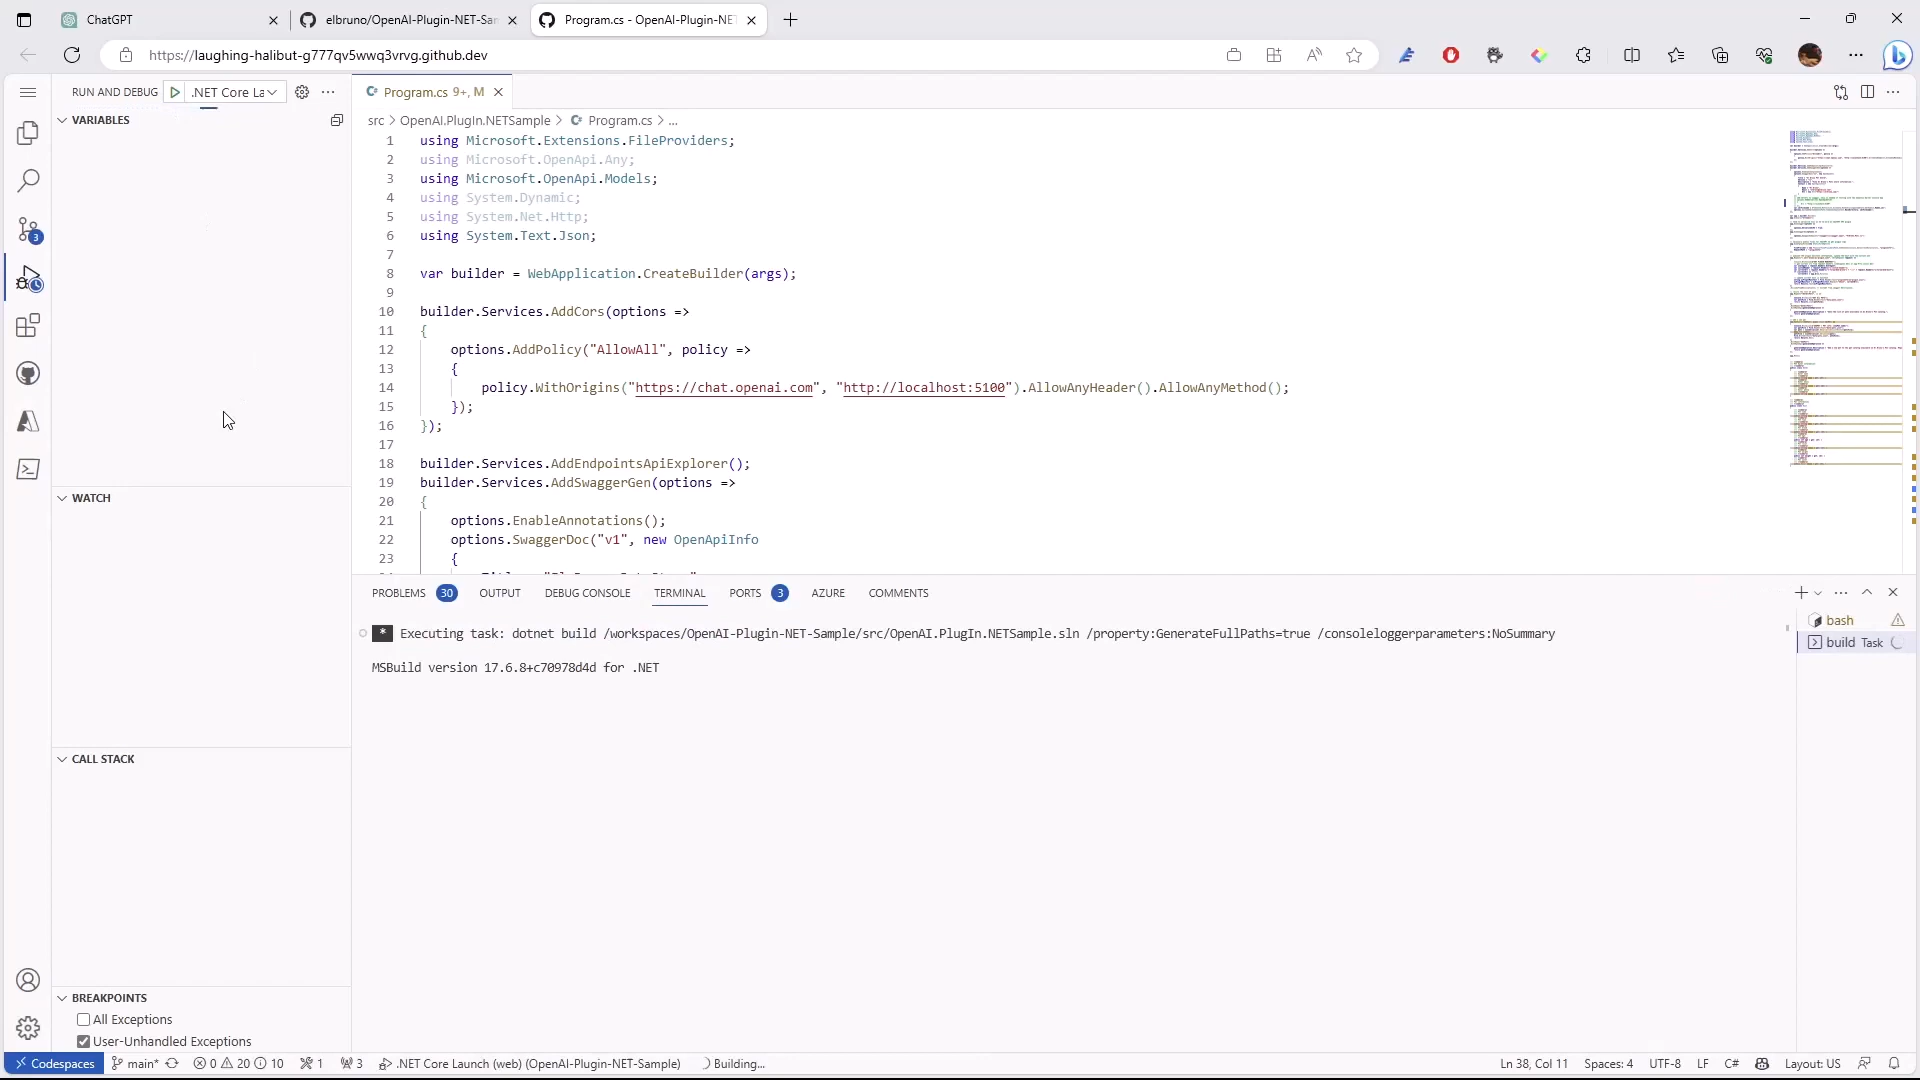 ChatGPT
elbruno/OpenAI-Plugin-NET-San
Program.cs - OpenAI-Plugin-NET
https://laughing-halibut-g777qv5wwq3vrvg.github.dev
RUN AND DEBUG
.NET Core La
Program.cs 9+, M
VARIABLES
src > OpenAI.PlugIn.NETSample > Program.cs > ...
1 using Microsoft.Extensions.FileProviders;
2 using Microsoft.OpenApi.Any;
3 using Microsoft.OpenApi.Models;
4 using System.Dynamic;
5 using System.Net.Http;
6 using System.Text.Json;
7
8 var builder = WebApplication.CreateBuilder(args);
9
10 builder.Services.AddCors(options =>
11 {
12 options.AddPolicy("AllowAll", policy =>
13 {
14 policy.WithOrigins("https://chat.openai.com", "http://localhost:5100").AllowAnyHeader().AllowAnyMethod();
15 });
16 });
17
18 builder.Services.AddEndpointsApiExplorer();
19 builder.Services.AddSwaggerGen(options =>
20 {
21 options.EnableAnnotations();
22 options.SwaggerDoc("v1", new OpenApiInfo
23 {
3
WATCH
CALL STACK
BREAKPOINTS
All Exceptions
User-Unhandled Exceptions
PROBLEMS 30 OUTPUT DEBUG CONSOLE TERMINAL PORTS 3 AZURE COMMENTS
* Executing task: dotnet build /workspaces/OpenAI-Plugin-NET-Sample/src/OpenAI.PlugIn.NETSample.sln /property:GenerateFullPaths=true /consoleloggerparameters:NoSummary
MSBuild version 17.6.8+c70978d4d for .NET
bash
build Task
Codespaces main* 0 20 10 1 3 .NET Core Launch (web) (OpenAI-Plugin-NET-Sample) Building... Ln 38, Col 11 Spaces: 4 UTF-8 LF C# Layout: US